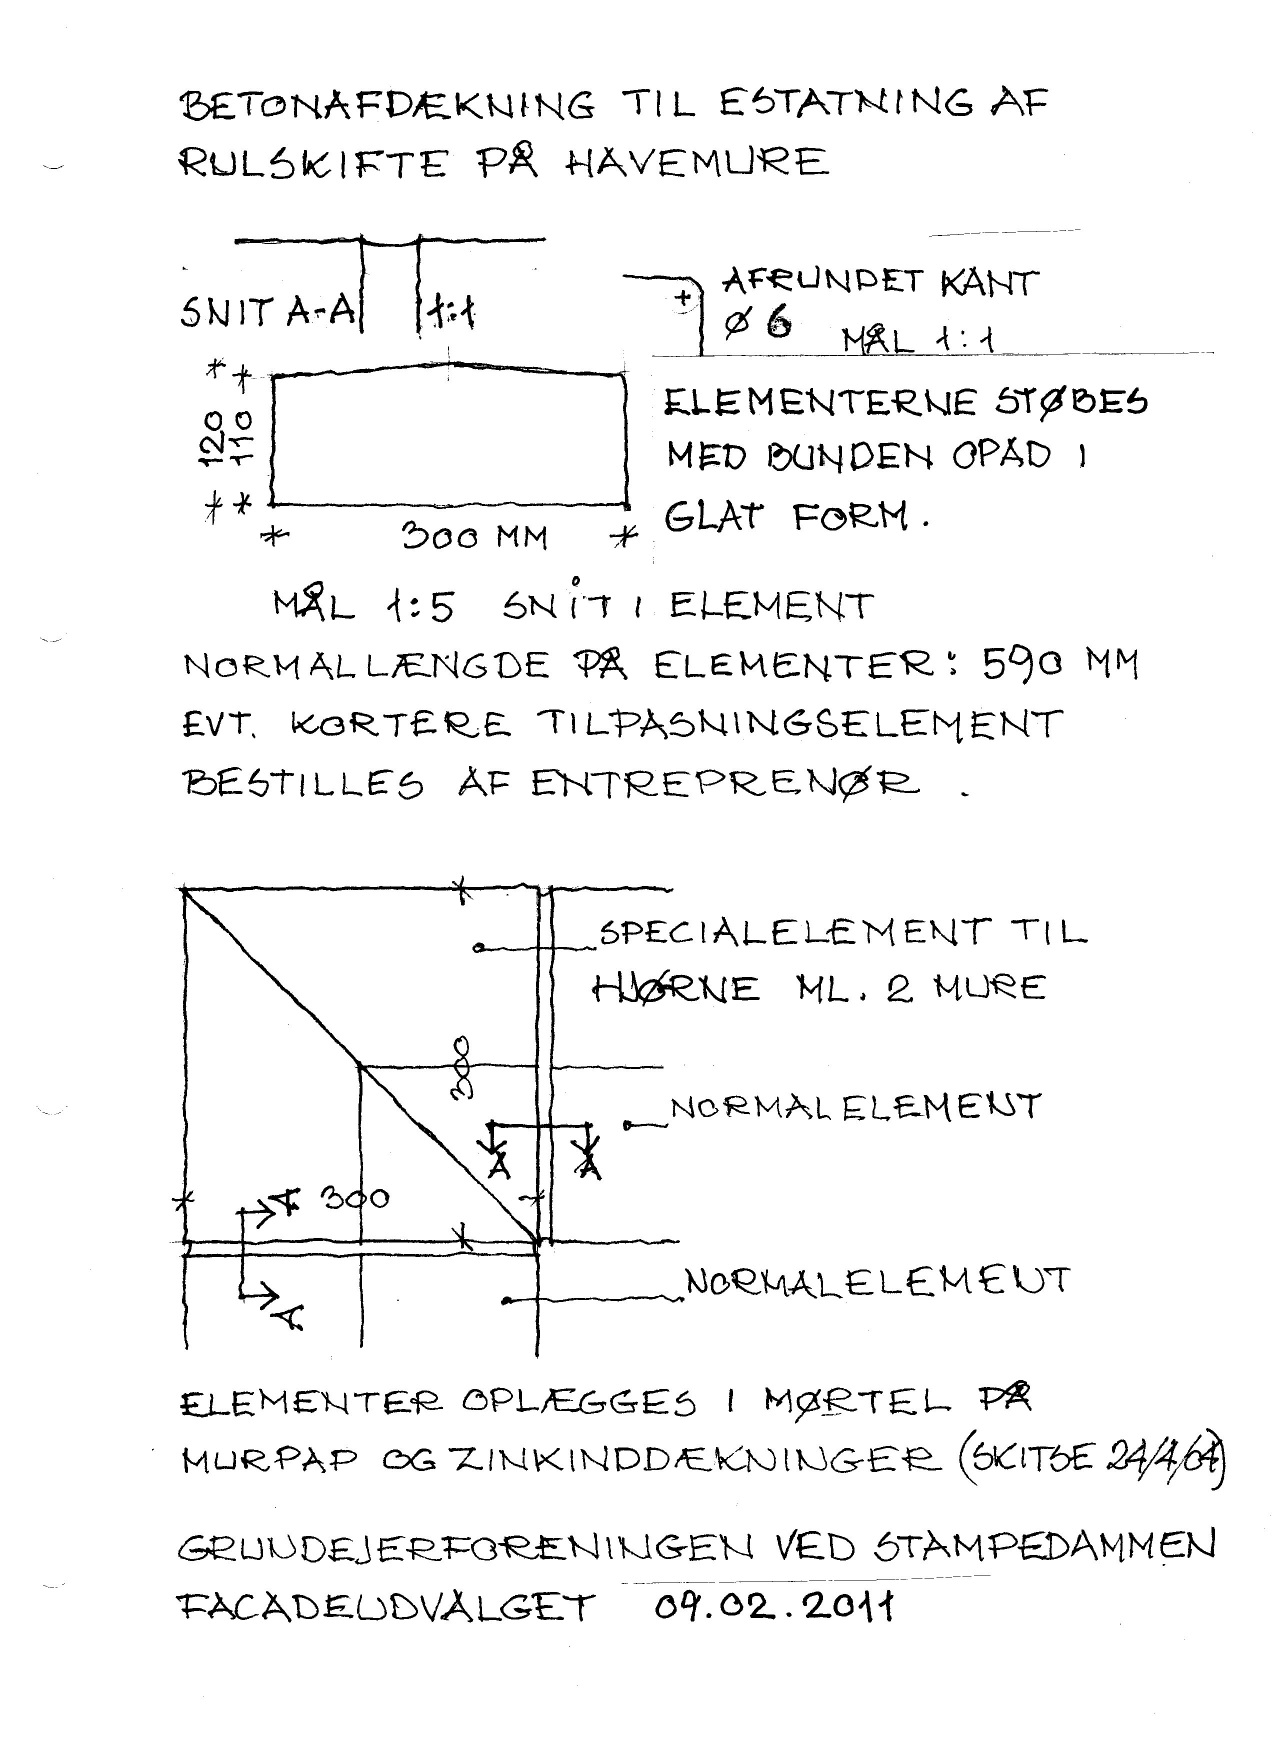 BETONAFDÆKNING TIL ESTATNING AF
RULSKIFTE PÅ HAVEMURE
SNIT A-A 1:1
AFRUNDET KANT
Ø 6 MÅL 1:1
120
110
300 MM
ELEMENTERNE STØBES
MED BUNDEN OPAD I
GLAT FORM.
MÅL 1:5 SNIT I ELEMENT
NORMALLÆNGDE PÅ ELEMENTER: 590 MM
EVT. KORTERE TILPASNINGSELEMENT
BESTILLES AF ENTREPRENØR.
SPECIALELEMENT TIL
HJØRNE ML. 2 MURE
300
NORMALELEMENT
A A
A 300
NORMALELEMENT
A
ELEMENTER OPLÆGGES I MØRTEL PÅ
MURPAP OG ZINKINDDÆKNINGER (SKITSE 24/4/64)
GRUNDEJERFORENINGEN VED STAMPEDAMMEN
FACADEUDVALGET 09.02.2011